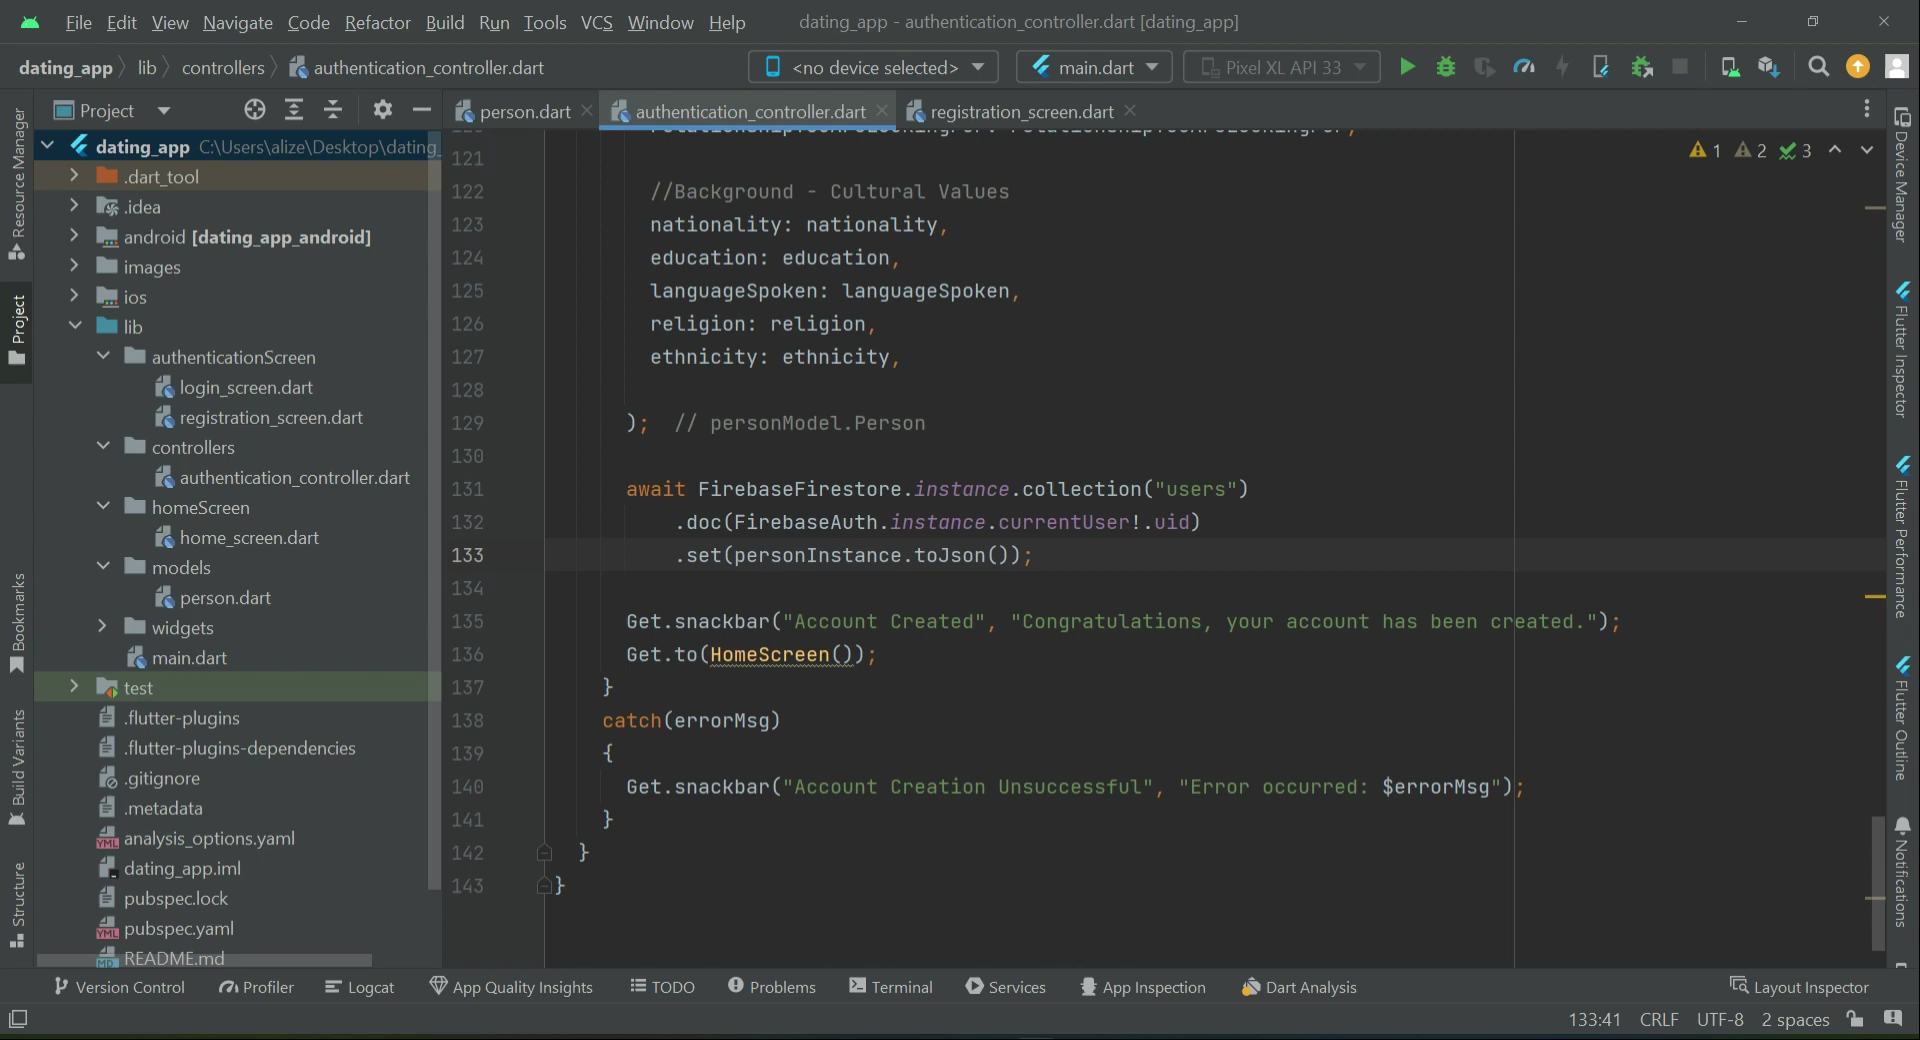 File Edit View Navigate Code Refactor Build Run Tools VCS Window Help dating_app - authentication_controller.dart [dating_app]
dating_app lib controllers authentication_controller.dart <no device selected> main.dart Pixel XL API 33
Project person.dart authentication_controller.dart registration_screen.dart
Resource Manager
Project
Bookmarks
Build Variants
Structure
dating_app C:\Users\alize\Desktop\dating_
.dart_tool
.idea
android [dating_app_android]
images
ios
lib
authenticationScreen
login_screen.dart
registration_screen.dart
controllers
authentication_controller.dart
homeScreen
home_screen.dart
models
person.dart
widgets
main.dart
test
.flutter-plugins
.flutter-plugins-dependencies
.gitignore
.metadata
analysis_options.yaml
dating_app.iml
pubspec.lock
pubspec.yaml
README.md
1 2 3
121
122 //Background - Cultural Values
123 nationality: nationality,
124 education: education,
125 languageSpoken: languageSpoken,
126 religion: religion,
127 ethnicity: ethnicity,
128
129 ); // personModel.Person
130
131 await FirebaseFirestore.instance.collection("users")
132 .doc(FirebaseAuth.instance.currentUser!.uid)
133 .set(personInstance.toJson());
134
135 Get.snackbar("Account Created", "Congratulations, your account has been created.");
136 Get.to(HomeScreen());
137 }
138 catch(errorMsg)
139 {
140 Get.snackbar("Account Creation Unsuccessful", "Error occurred: $errorMsg");
141 }
142 }
143 }
Device Manager
Flutter Inspector
Flutter Performance
Flutter Outline
Notifications
Version Control Profiler Logcat App Quality Insights TODO Problems Terminal Services App Inspection Dart Analysis Layout Inspector
133:41 CRLF UTF-8 2 spaces